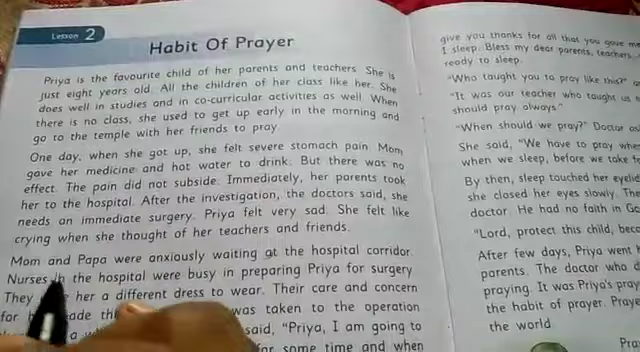 Lesson 2
Habit Of Prayer
Priya is the favourite child of her parents and teachers. She is
just eight years old. All the children of her class like her. She
does well in studies and in co-curricular activities as well. When
there is no class, she used to get up early in the morning and
go to the temple with her friends to pray.
One day, when she got up, she felt severe stomach pain. Mom
gave her medicine and hot water to drink. But there was no
effect. The pain did not subside. Immediately, her parents took
her to the hospital. After the investigation, the doctors said, she
needs an immediate surgery. Priya felt very sad. She felt like
crying when she thought of her teachers and friends.
Mom and Papa were anxiously waiting at the hospital corridor.
Nurses in the hospital were busy in preparing Priya for surgery
They her a different dress to wear. Their care and concern
for was taken to the operation
a said, "Priya, I am going to
for some time and when
give you thanks for all that you gave
I sleep. Bless my dear parents, teachers
ready to sleep.
"Who taught you to pray like this?"
"It was our teacher who taught us
should pray always."
"When should we pray?" Doctor
She said, "We have to pray
when we sleep, before we take
By then, sleep touched her
she closed her eyes slowly. The
doctor. He had no faith in
"Lord, protect this child,
After few days, Priya went
parents. The doctor who
praying. It was Priya's
the habit of prayer.
the world.